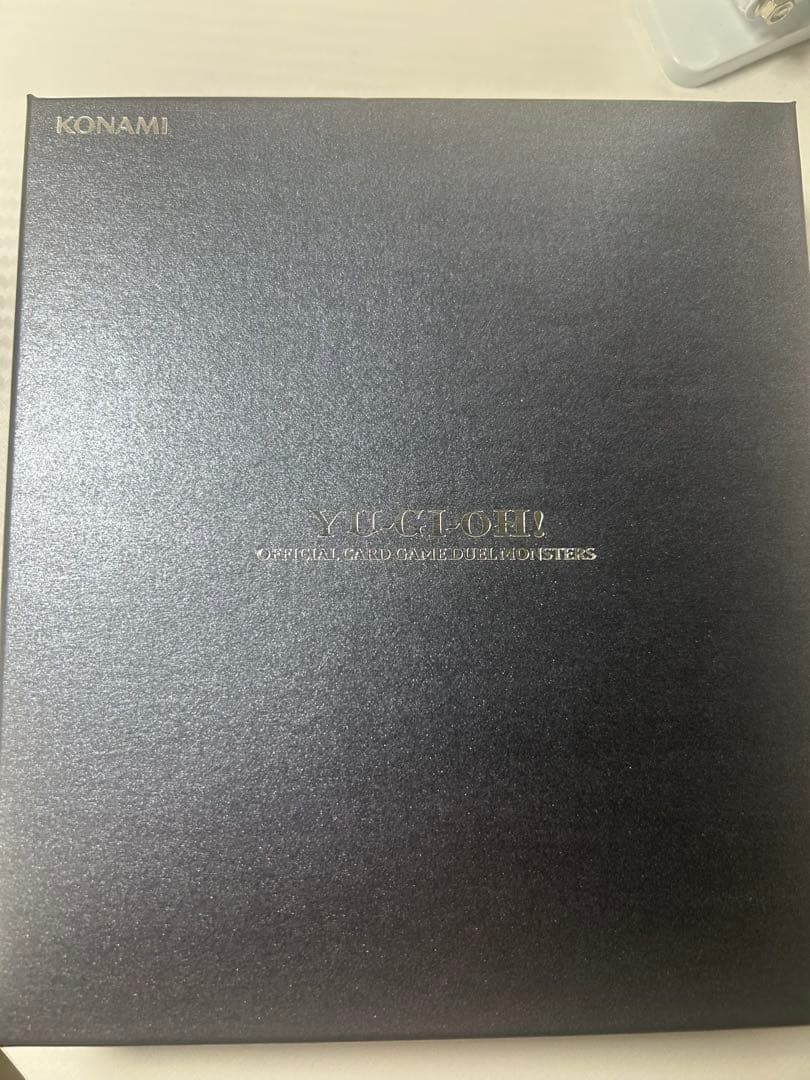 KONAMI
YU-GI-OH!
OFFICIAL CARD GAME DUEL MONSTERS